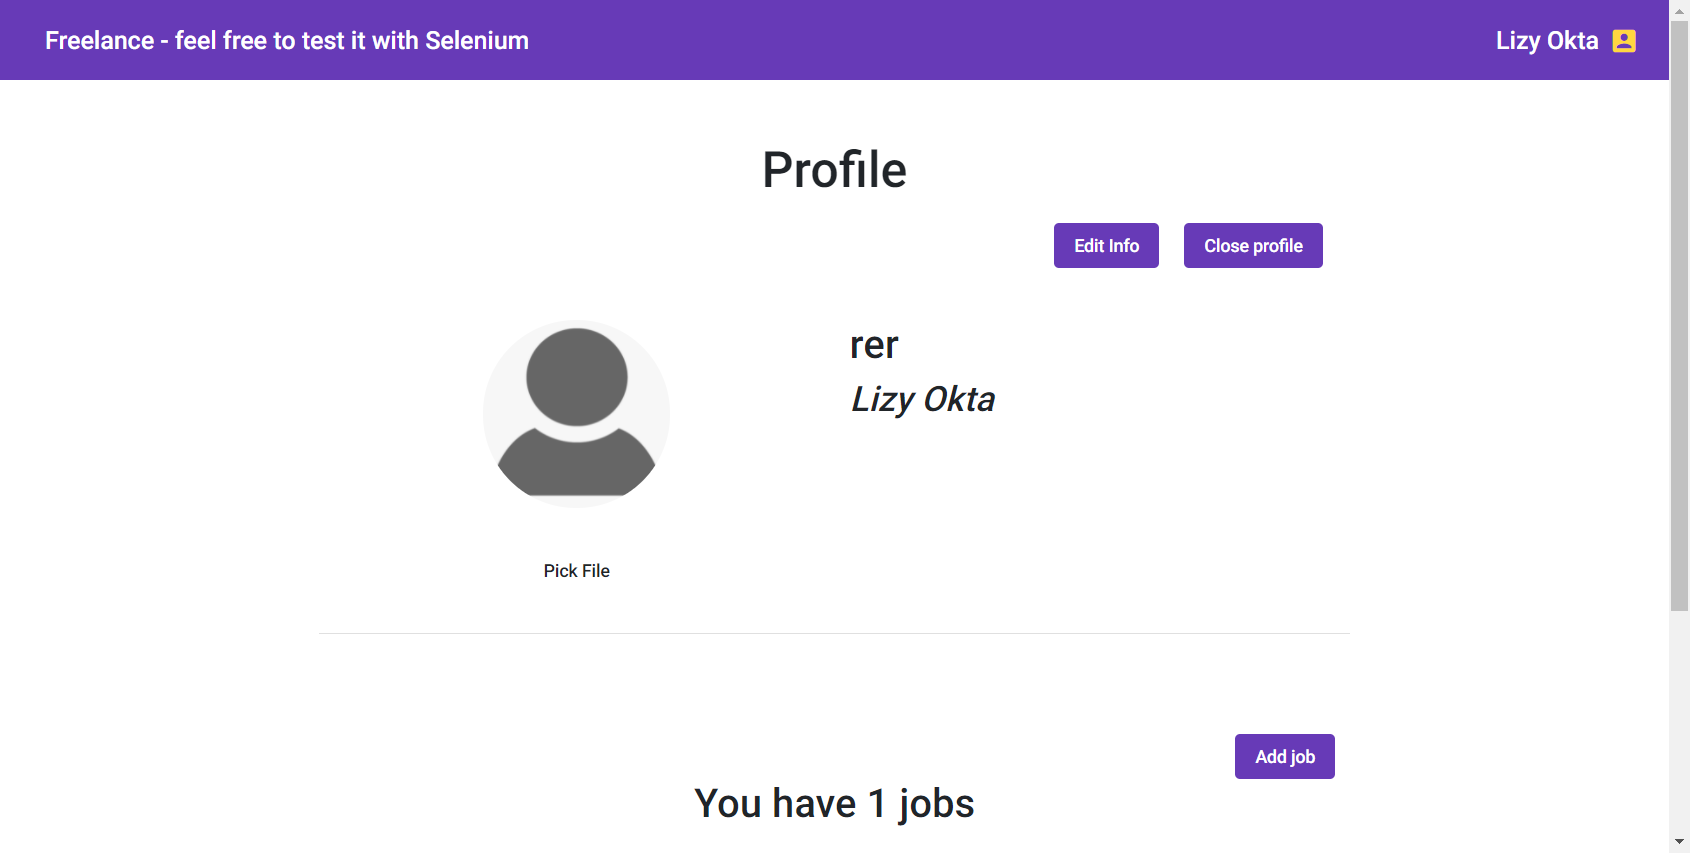 Freelance - feel free to test it with Selenium
Lizy Okta
Profile
Edit Info
Close profile
rer
Lizy Okta
Pick File
Add job
You have 1 jobs